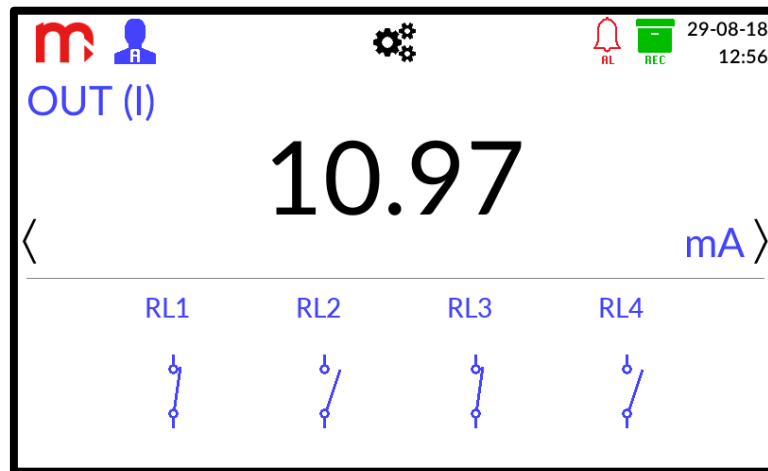 m
A
AL
REC
29-08-18
12:56
OUT (I)
10.97
mA
RL1 RL2 RL3 RL4